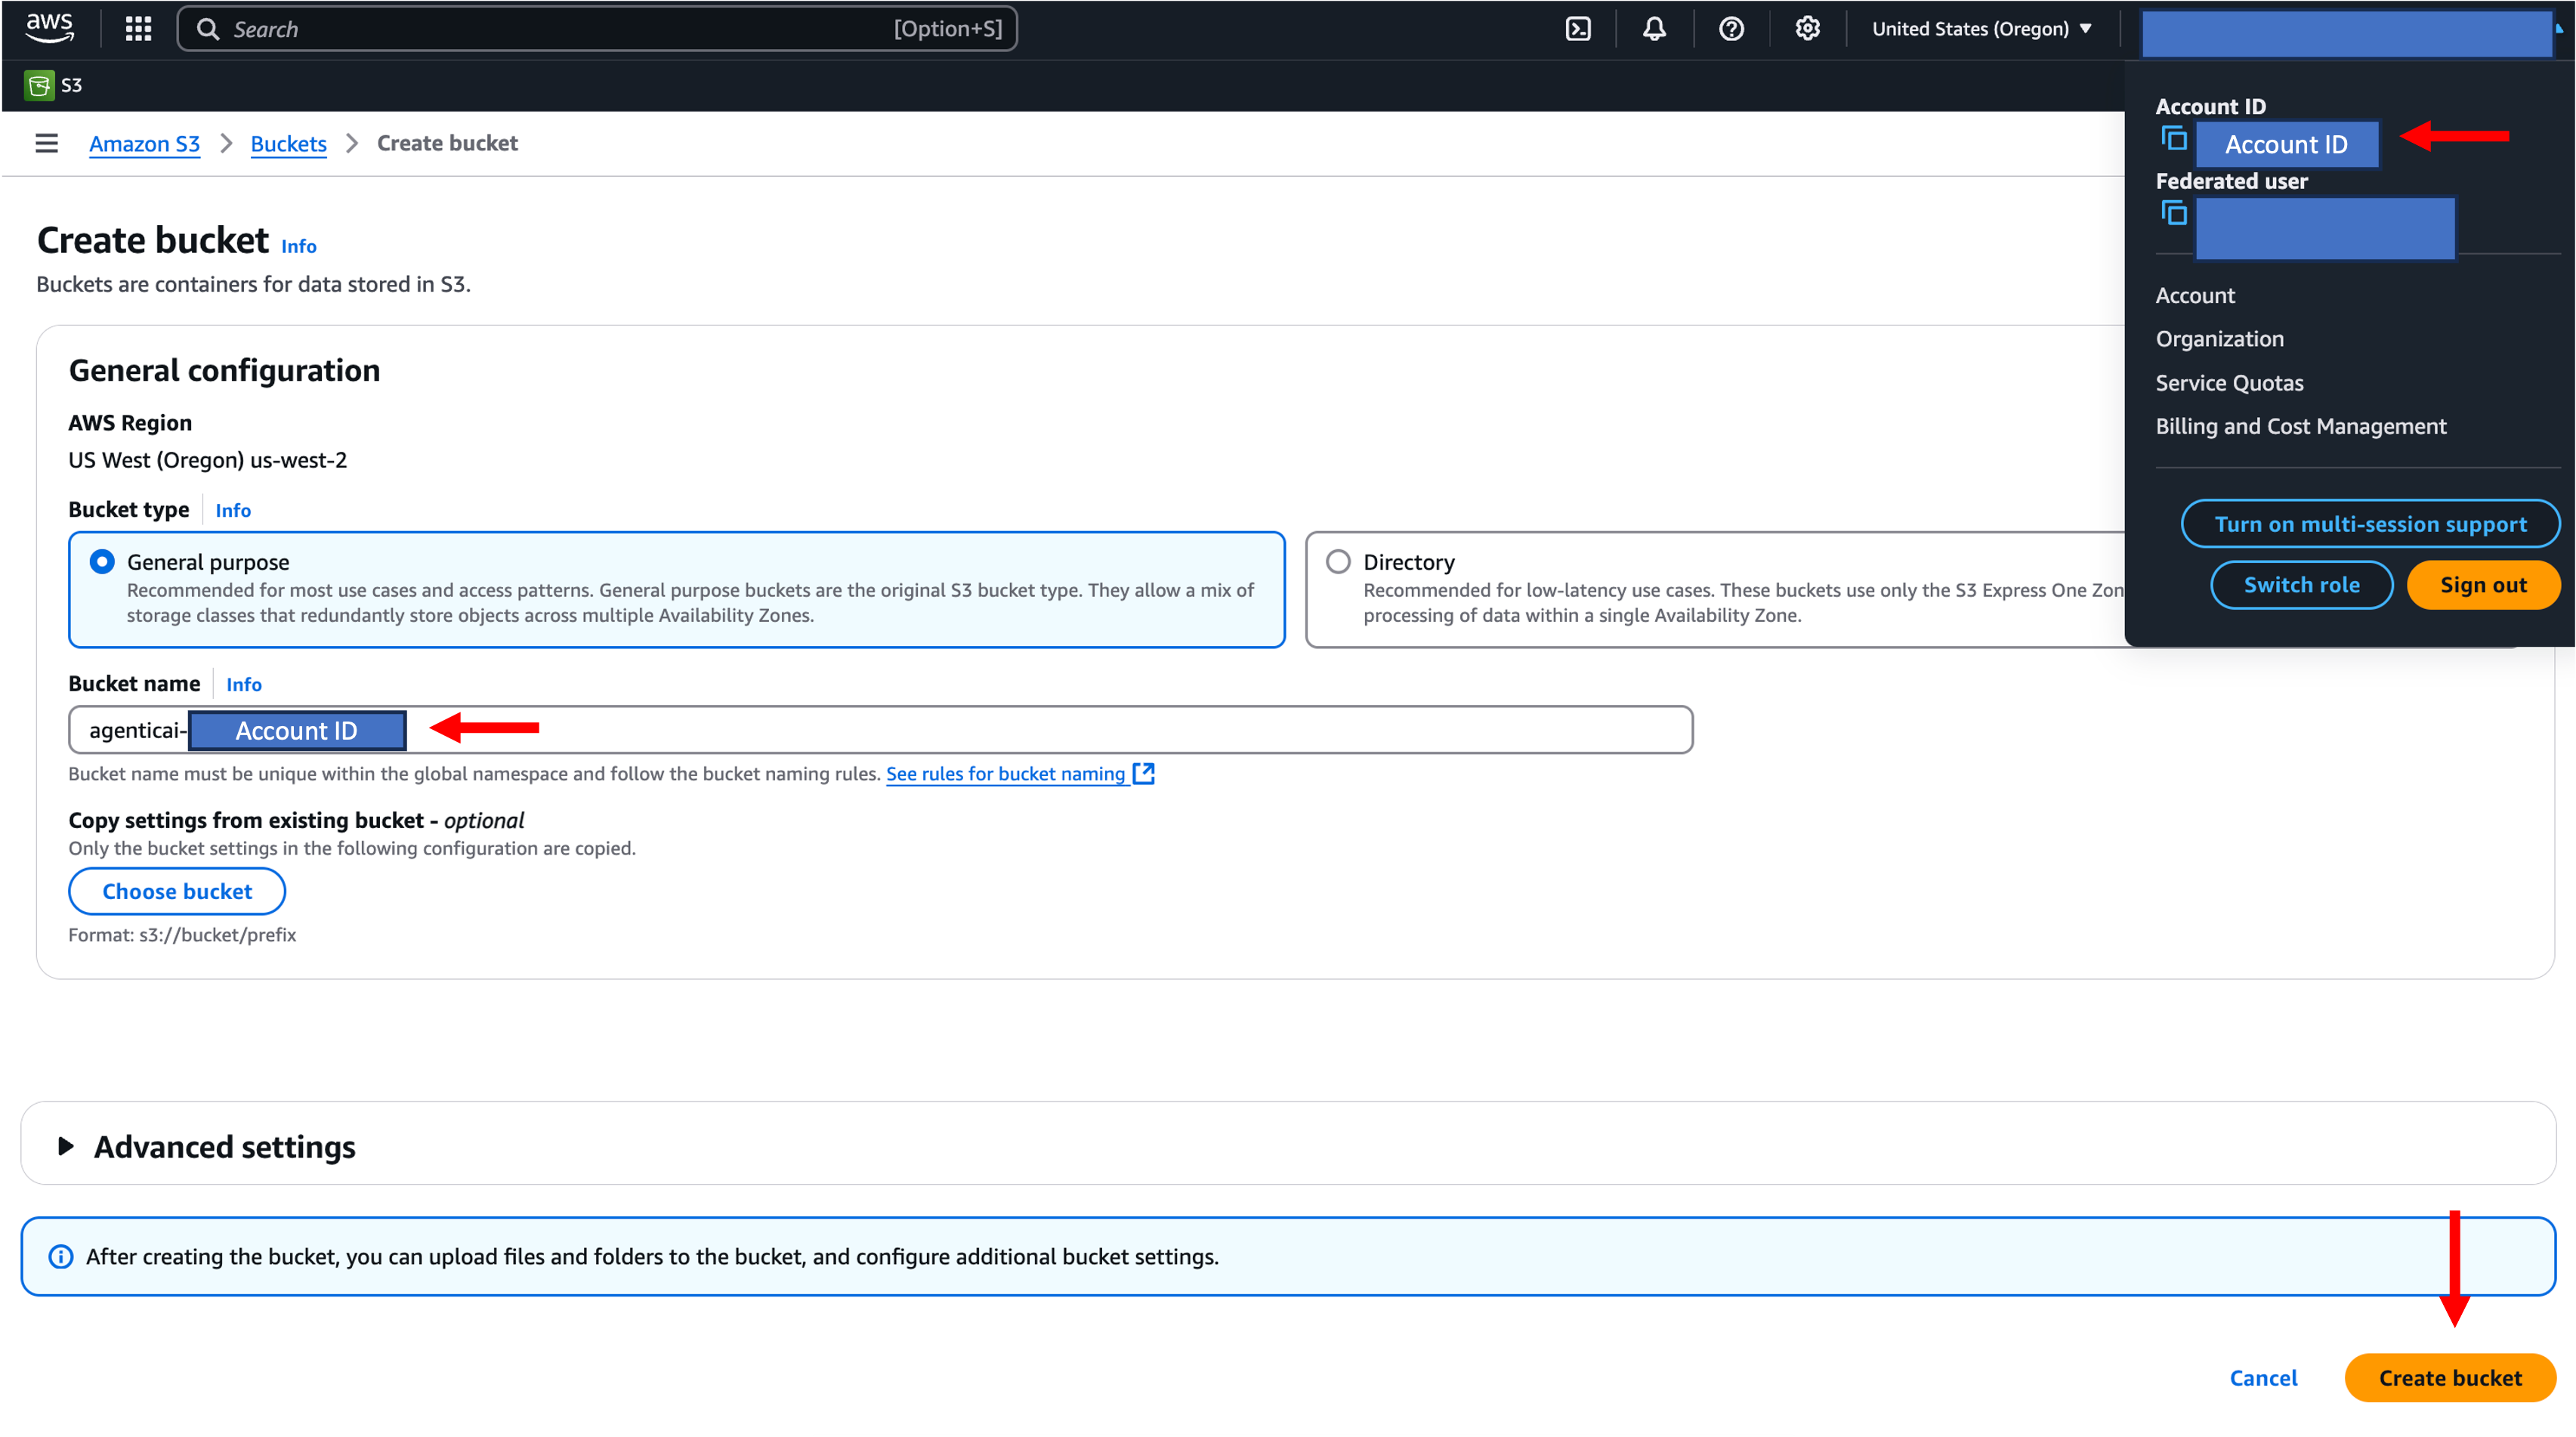 aws
Search
[Option+S]
United States (Oregon)
S3
Amazon S3
Buckets
Create bucket
Account ID
Account ID
Federated user
Account
Organization
Service Quotas
Billing and Cost Management
Turn on multi-session support
Switch role
Sign out
Create bucket Info
Buckets are containers for data stored in S3.
General configuration
AWS Region
US West (Oregon) us-west-2
Bucket type Info
General purpose
Recommended for most use cases and access patterns. General purpose buckets are the original S3 bucket type. They allow a mix of
storage classes that redundantly store objects across multiple Availability Zones.
Directory
Recommended for low-latency use cases. These buckets use only the S3 Express One Zon
processing of data within a single Availability Zone.
Bucket name Info
agenticai- Account ID
Bucket name must be unique within the global namespace and follow the bucket naming rules. See rules for bucket naming
Copy settings from existing bucket - optional
Only the bucket settings in the following configuration are copied.
Choose bucket
Format: s3://bucket/prefix
Advanced settings
After creating the bucket, you can upload files and folders to the bucket, and configure additional bucket settings.
Cancel
Create bucket